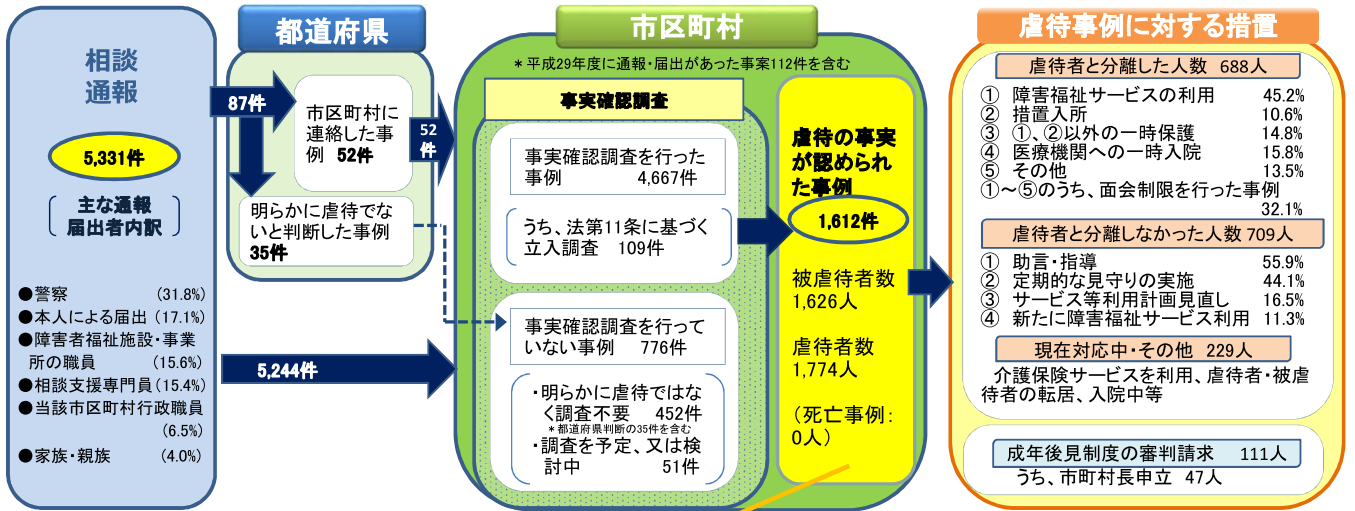 相談
通報
5,331件
主な通報
届出者内訳
●警察 (31.8%)
●本人による届出 (17.1%)
●障害者福祉施設・事業
所の職員 (15.6%)
●相談支援専門員 (15.4%)
●当該市区町村行政職員
(6.5%)
●家族・親族 (4.0%)
都道府県
87件
市区町村に
連絡した事
例 52件
明らかに虐待でな
いと判断した事例
35件
52
件
5,244件
市区町村
*平成29年度に通報・届出があった事案112件を含む
事実確認調査
事実確認調査を行った
事例 4,667件
うち、法第11条に基づく
立入調査 109件
事実確認調査を行って
いない事例 776件
・明らかに虐待ではな
く調査不要 452件
*都道府県判断の35件を含む
・調査を予定、又は検
討中 51件
虐待の事実
が認められ
た事例
1,612件
被虐待者数
1,626人
虐待者数
1,774人
(死亡事例:
0人)
虐待事例に対する措置
虐待者と分離した人数 688人
① 障害福祉サービスの利用 45.2%
② 措置入所 10.6%
③ ①、②以外の一時保護 14.8%
④ 医療機関への一時入院 15.8%
⑤ その他 13.5%
①～⑤のうち、面会制限を行った事例
32.1%
虐待者と分離しなかった人数 709人
① 助言・指導 55.9%
② 定期的な見守りの実施 44.1%
③ サービス等利用計画見直し 16.5%
④ 新たに障害福祉サービス利用 11.3%
現在対応中・その他 229人
介護保険サービスを利用、虐待者・被虐
待者の転居、入院中等
成年後見制度の審判請求 111人
うち、市町村長申立 47人